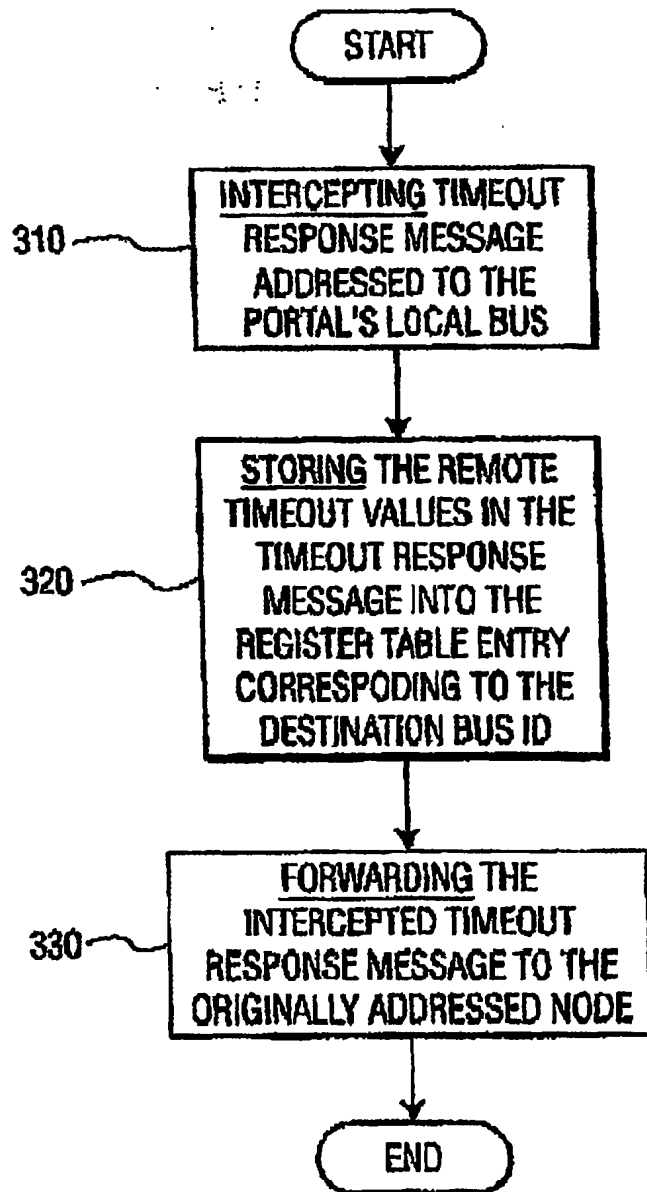 START
310
INTERCEPTING TIMEOUT
RESPONSE MESSAGE
ADDRESSED TO THE
PORTAL'S LOCAL BUS
320
STORING THE REMOTE
TIMEOUT VALUES IN THE
TIMEOUT RESPONSE
MESSAGE INTO THE
REGISTER TABLE ENTRY
CORRESPODING TO THE
DESTINATION BUS ID
330
FORWARDING THE
INTERCEPTED TIMEOUT
RESPONSE MESSAGE TO THE
ORIGINALLY ADDRESSED NODE
END